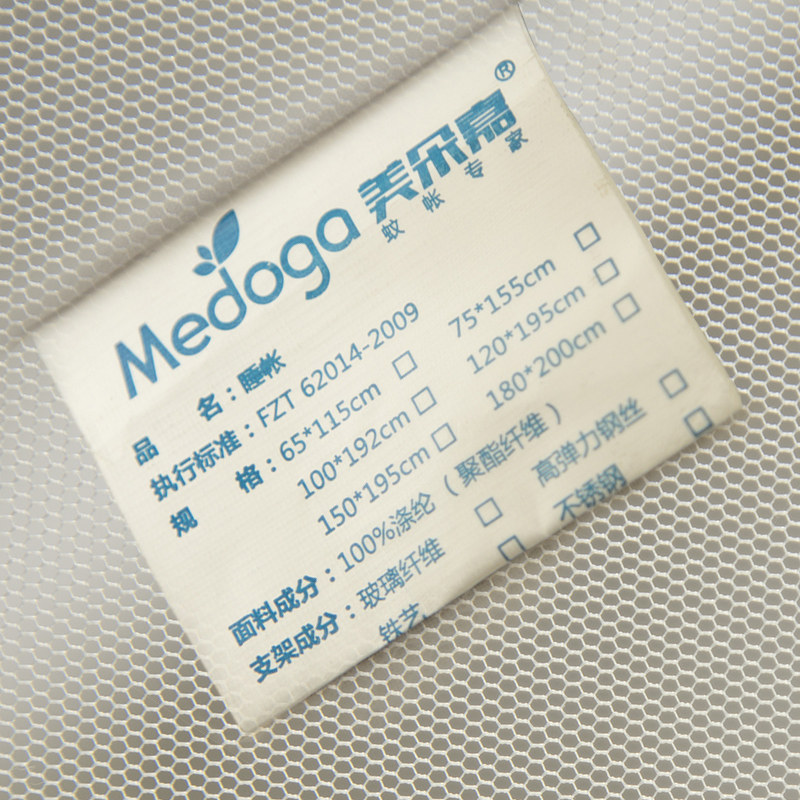 Medoga 美朵嘉®
蚊帐专家
品 名：睡帐
执行标准：FZT 62014-2009
规 格：65*115cm □ 75*155cm □
100*192cm □ 120*195cm □
150*195cm □ 180*200cm □
面料成分：100%涤纶（聚酯纤维）
支架成分：玻璃纤维 □ 高弹力钢丝 □
铁艺 □ 不锈钢 □